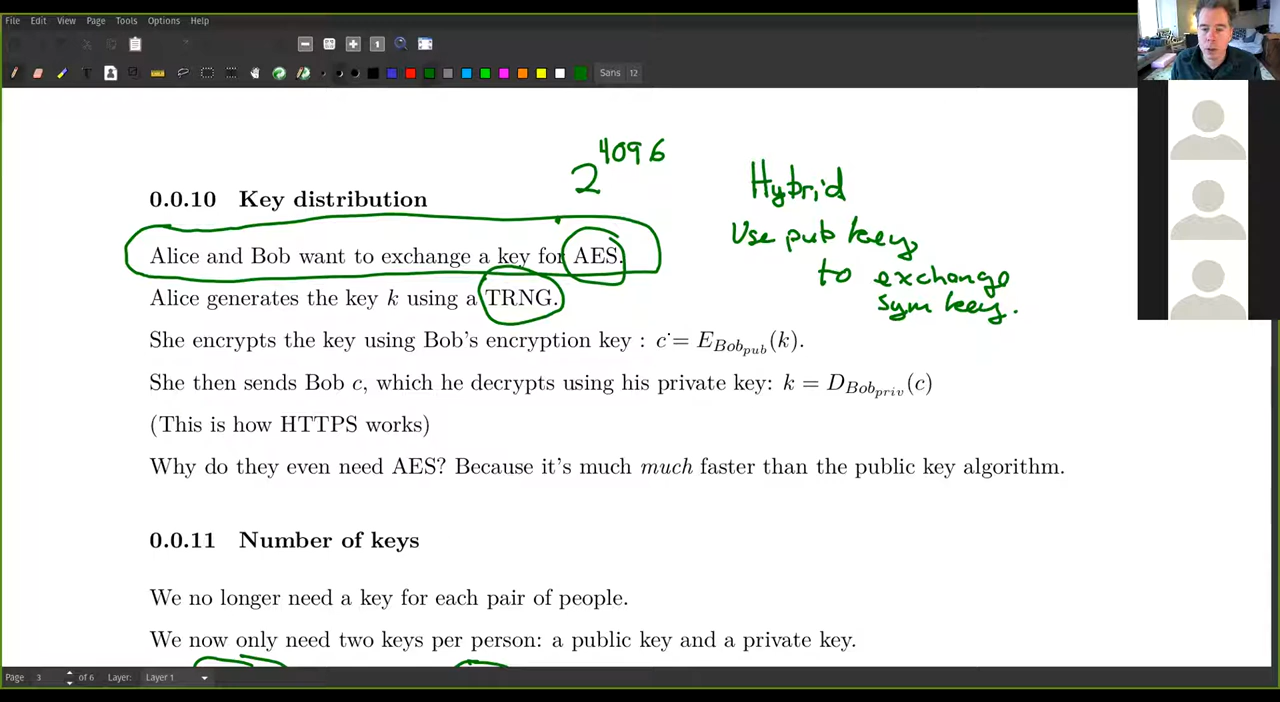 File Edit View Page Tools Options Help
Sans 12
2^4096
Hybrid
Use pub key,
to exchange
sym key.
0.0.10 Key distribution
Alice and Bob want to exchange a key for AES.
Alice generates the key k using a TRNG.
She encrypts the key using Bob's encryption key : c = E_{Bob_{pub}}(k).
She then sends Bob c, which he decrypts using his private key: k = D_{Bob_{priv}}(c)
(This is how HTTPS works)
Why do they even need AES? Because it's much much faster than the public key algorithm.
0.0.11 Number of keys
We no longer need a key for each pair of people.
We now only need two keys per person: a public key and a private key.
Page 3 of 6 Layer: Layer 1